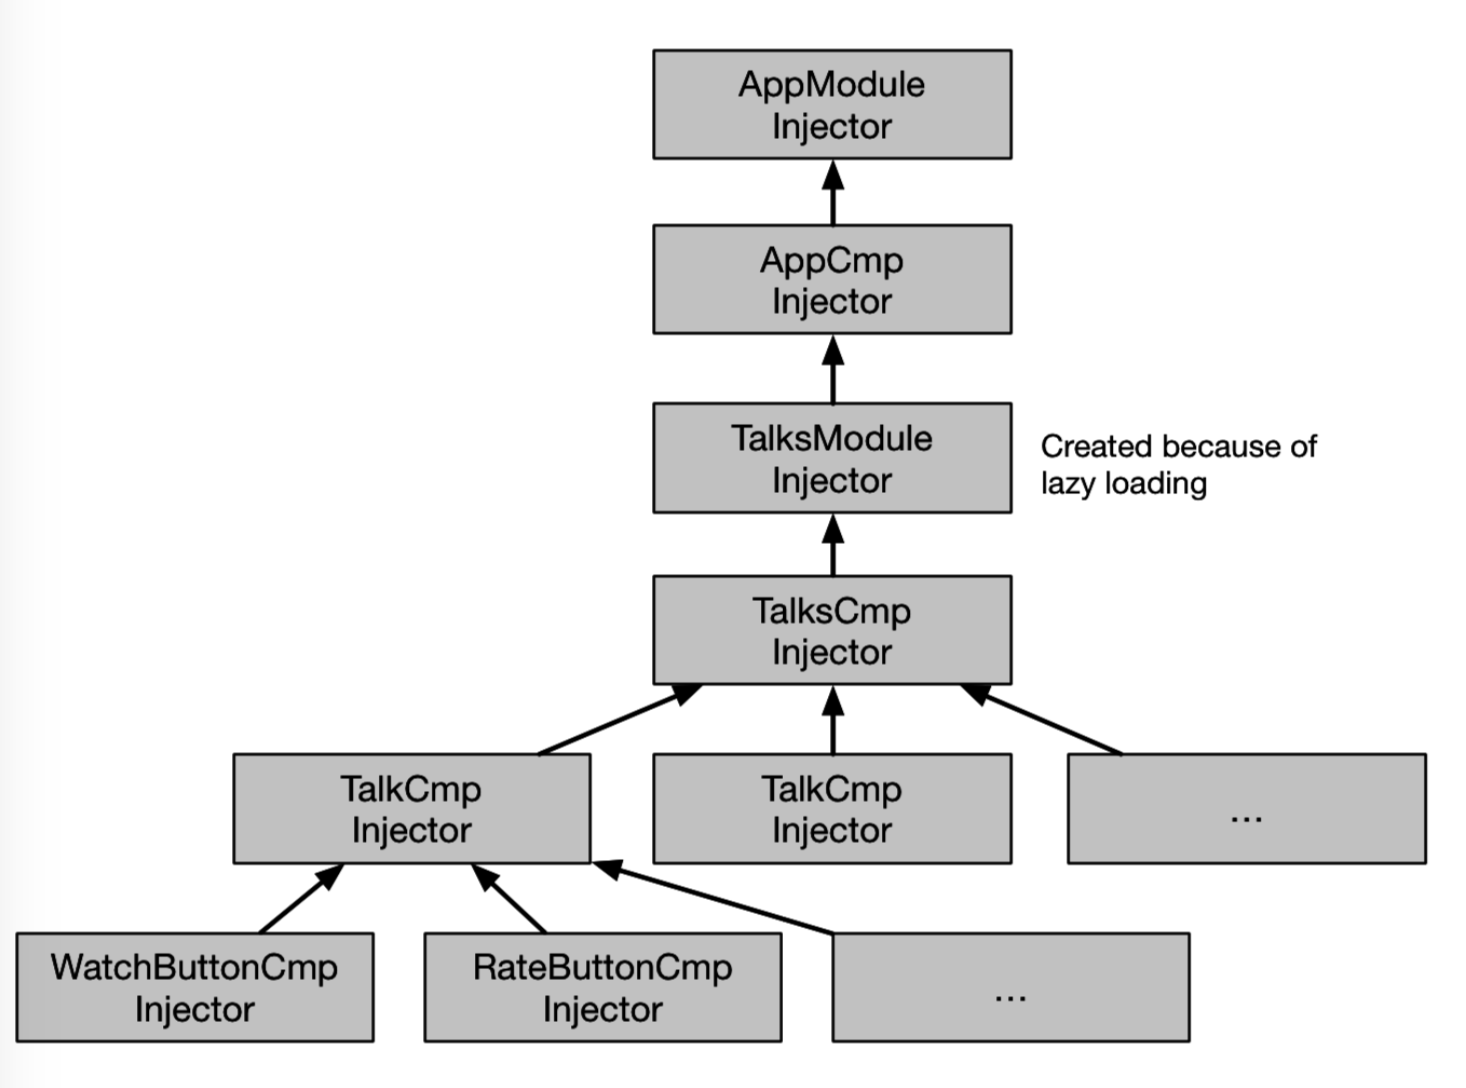 AppModule
Injector
AppCmp
Injector
TalksModule
Injector
Created because of
lazy loading
TalksCmp
Injector
TalkCmp
Injector
TalkCmp
Injector
...
WatchButtonCmp
Injector
RateButtonCmp
Injector
...